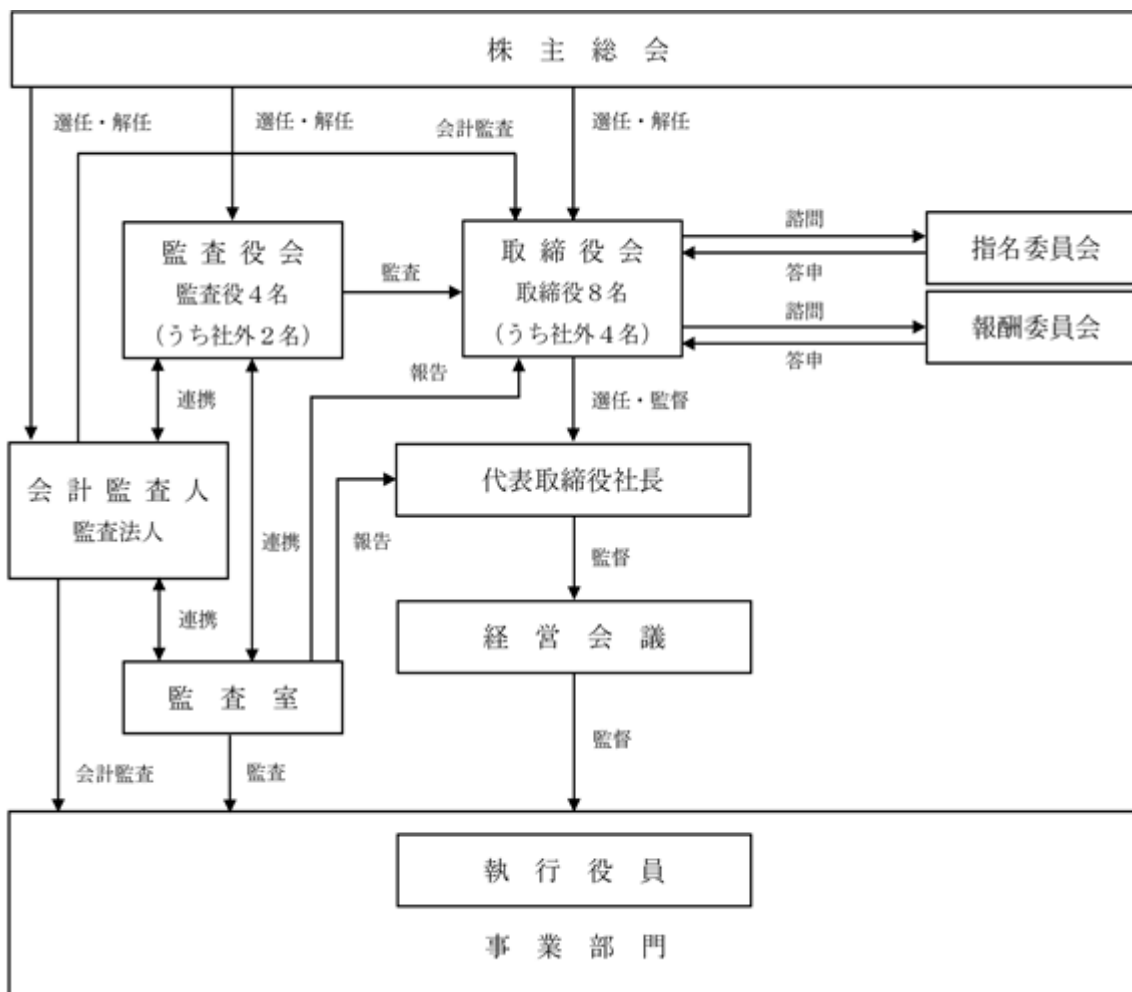 株主総会
選任・解任
選任・解任
会計監査
選任・解任
監査役会
監査役4名
(うち社外2名)
監査
取締役会
取締役8名
(うち社外4名)
諮問
答申
指名委員会
諮問
答申
報酬委員会
連携
報告
選任・監督
会計監査人
監査法人
連携
報告
代表取締役社長
監督
連携
経営会議
監査室
監督
会計監査
監査
執行役員
事業部門